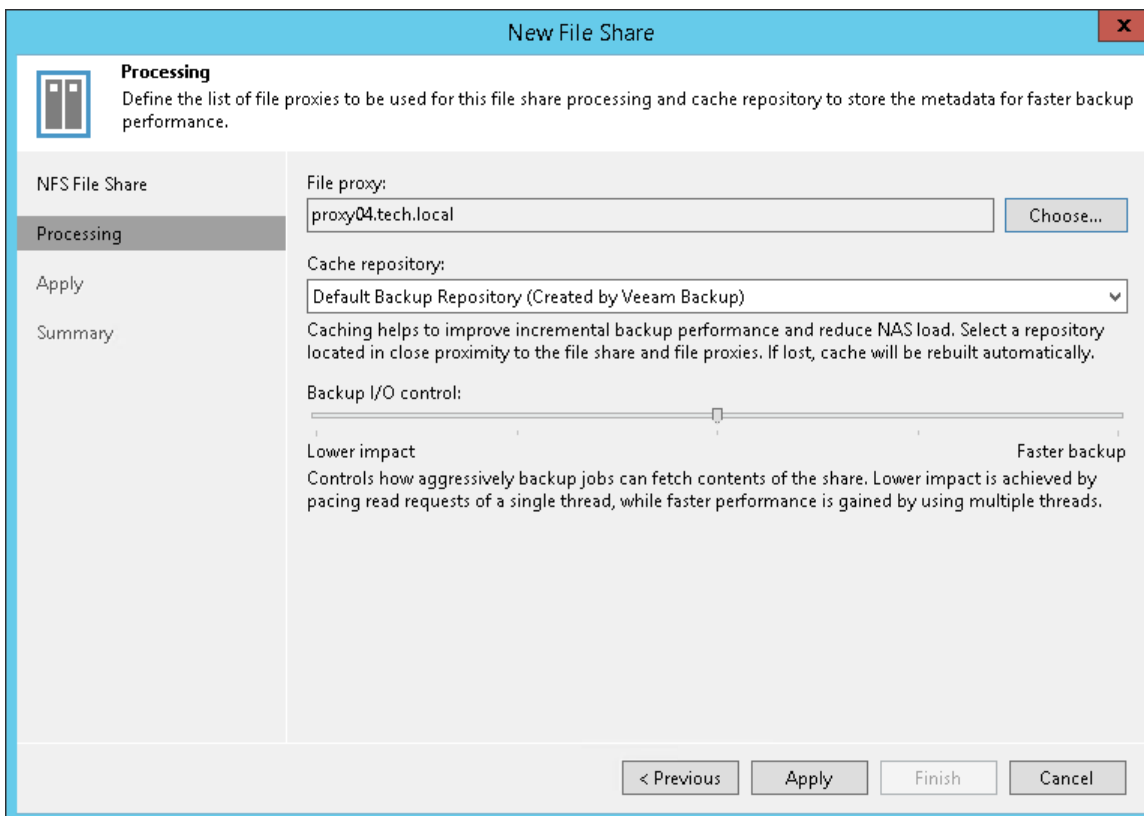 New File Share
x
Processing
Define the list of file proxies to be used for this file share processing and cache repository to store the metadata for faster backup
performance.
NFS File Share
Processing
Apply
Summary
File proxy:
proxy04.tech.local
Choose...
Cache repository:
Default Backup Repository (Created by Veeam Backup)
Caching helps to improve incremental backup performance and reduce NAS load. Select a repository
located in close proximity to the file share and file proxies. If lost, cache will be rebuilt automatically.
Backup I/O control:
Lower impact
Faster backup
Controls how aggressively backup jobs can fetch contents of the share. Lower impact is achieved by
pacing read requests of a single thread, while faster performance is gained by using multiple threads.
< Previous
Apply
Finish
Cancel